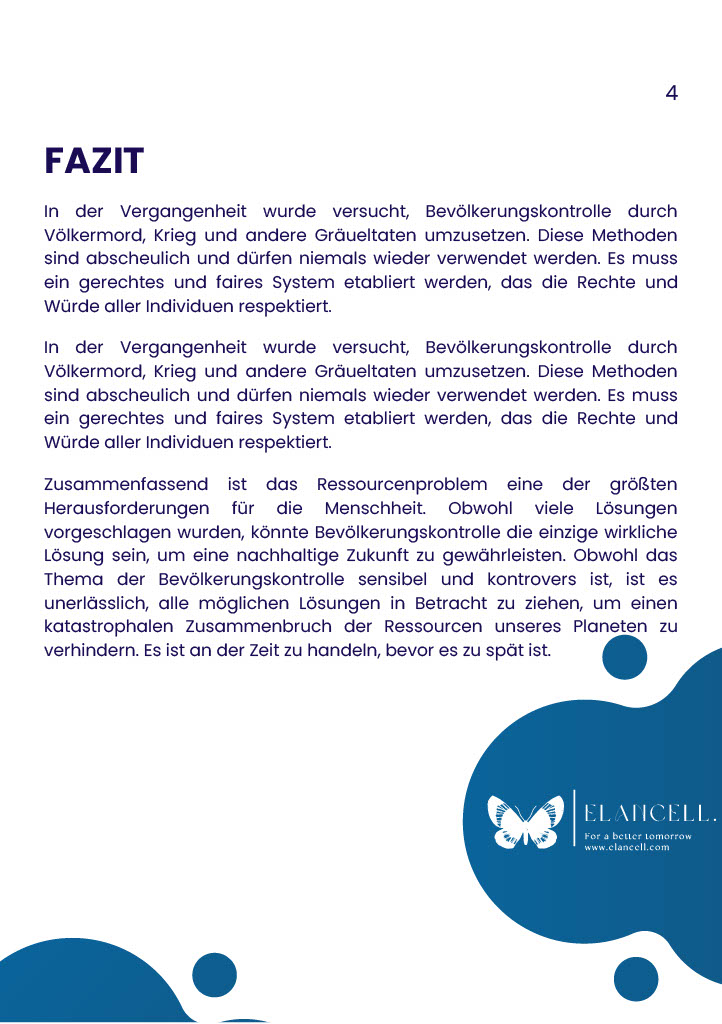 4
FAZIT
In der Vergangenheit wurde versucht, Bevölkerungskontrolle durch
Völkermord, Krieg und andere Gräueltaten umzusetzen. Diese Methoden
sind abscheulich und dürfen niemals wieder verwendet werden. Es muss
ein gerechtes und faires System etabliert werden, das die Rechte und
Würde aller Individuen respektiert.
In der Vergangenheit wurde versucht, Bevölkerungskontrolle durch
Völkermord, Krieg und andere Gräueltaten umzusetzen. Diese Methoden
sind abscheulich und dürfen niemals wieder verwendet werden. Es muss
ein gerechtes und faires System etabliert werden, das die Rechte und
Würde aller Individuen respektiert.
Zusammenfassend ist das Ressourcenproblem eine der größten
Herausforderungen für die Menschheit. Obwohl viele Lösungen
vorgeschlagen wurden, könnte Bevölkerungskontrolle die einzige wirkliche
Lösung sein, um eine nachhaltige Zukunft zu gewährleisten. Obwohl das
Thema der Bevölkerungskontrolle sensibel und kontrovers ist, ist es
unerlässlich, alle möglichen Lösungen in Betracht zu ziehen, um einen
katastrophalen Zusammenbruch der Ressourcen unseres Planeten zu
verhindern. Es ist an der Zeit zu handeln, bevor es zu spät ist.
ELANCELL.
For a better tomorrow
www.elancell.com